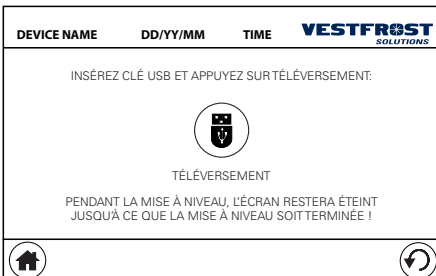 DEVICE NAME DD/YY/MM TIME VESTFROST
SOLUTIONS
INSÉREZ CLÉ USB ET APPUYEZ SUR TÉLÉVERSEMENT:
TÉLÉVERSEMENT
PENDANT LA MISE À NIVEAU, L'ÉCRAN RESTERA ÉTEINT
JUSQU'À CE QUE LA MISE À NIVEAU SOIT TERMINÉE !